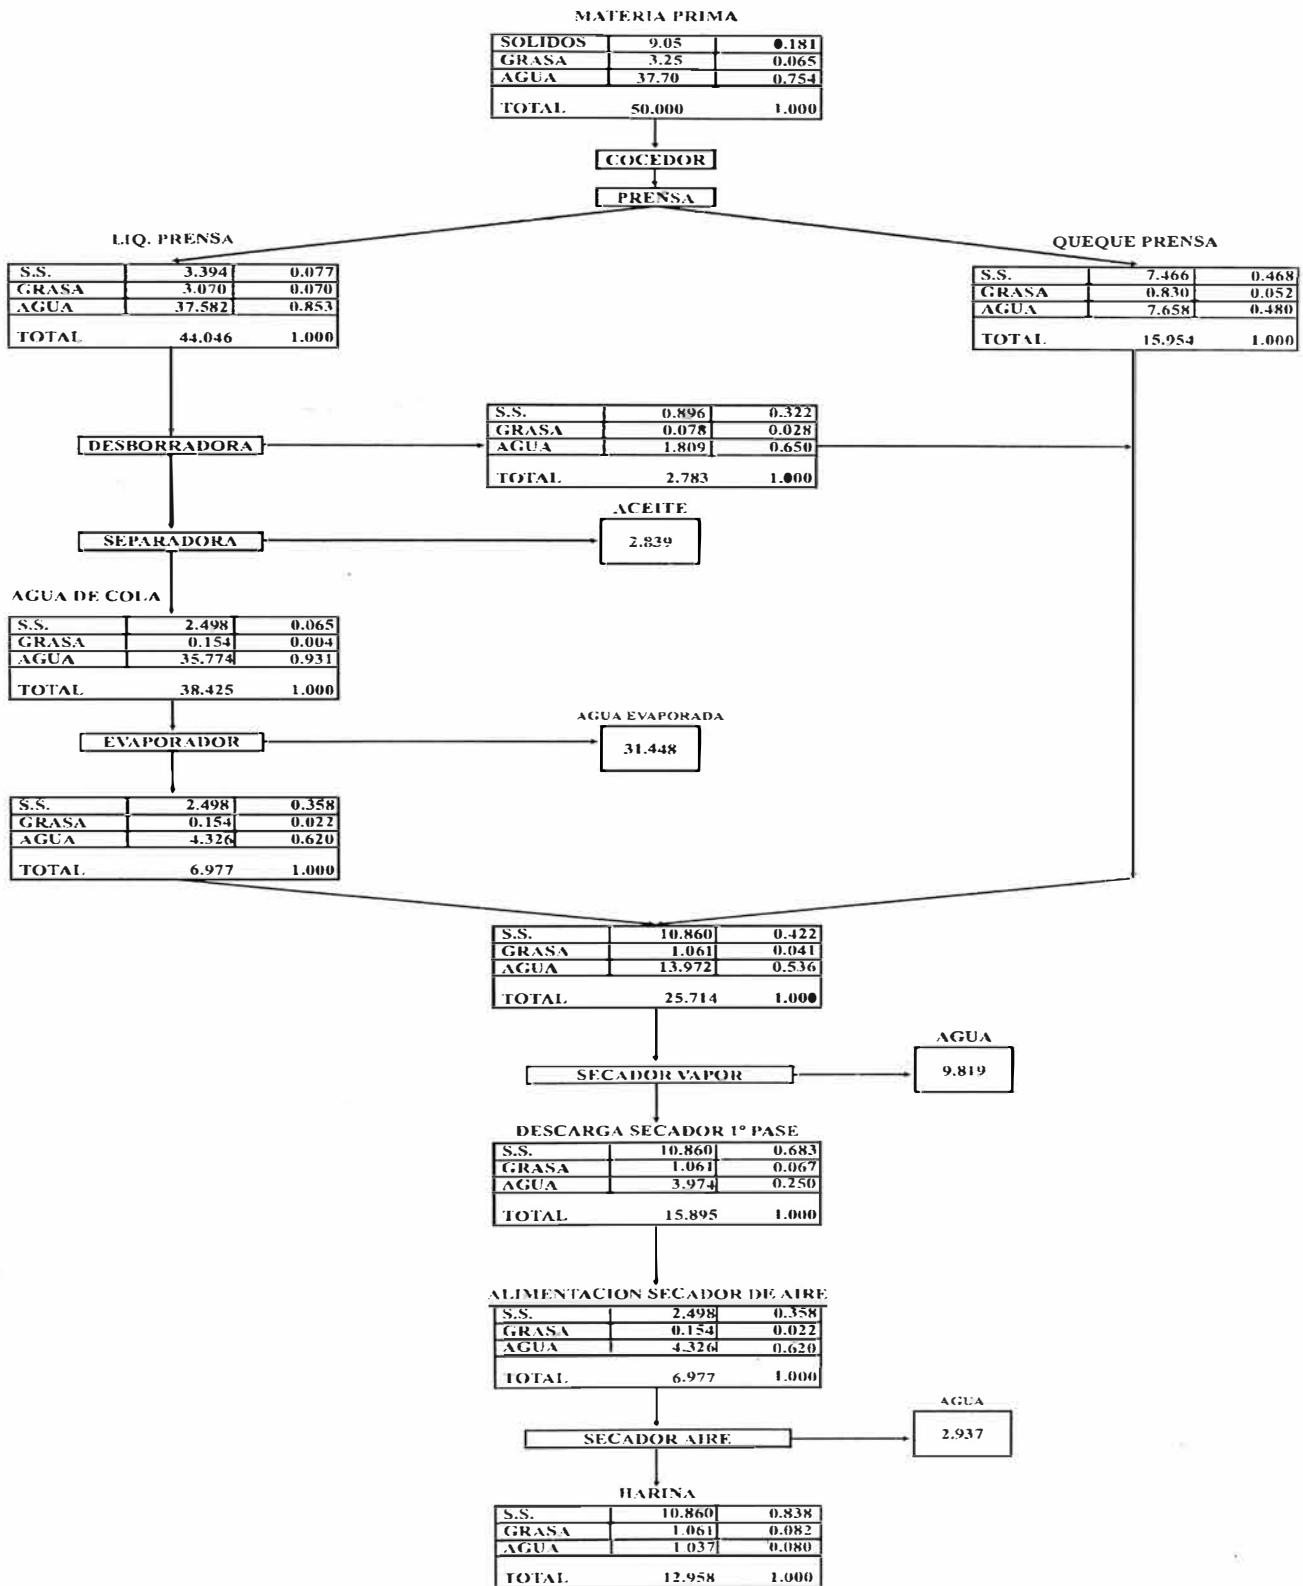 MATERIA PRIMA
SOLIDOS 9.05 0.181
GRASA 3.25 0.065
AGUA 37.70 0.754
TOTAL 50.000 1.000
COCEDOR
PRENSA
LIQ. PRENSA
S.S. 3.394 0.077
GRASA 3.070 0.070
AGUA 37.582 0.853
TOTAL 44.046 1.000
QUEQUE PRENSA
S.S. 7.466 0.468
GRASA 0.830 0.052
AGUA 7.658 0.480
TOTAL 15.954 1.000
DESBORRADORA
S.S. 0.896 0.322
GRASA 0.078 0.028
AGUA 1.809 0.650
TOTAL 2.783 1.000
SEPARADORA
ACEITE
2.839
AGUA DE COLA
S.S. 2.498 0.065
GRASA 0.154 0.004
AGUA 35.774 0.931
TOTAL 38.425 1.000
EVAPORADOR
AGUA EVAPORADA
31.448
S.S. 2.498 0.358
GRASA 0.154 0.022
AGUA 4.326 0.620
TOTAL 6.977 1.000
S.S. 10.860 0.422
GRASA 1.061 0.041
AGUA 13.972 0.536
TOTAL 25.714 1.000
SECADOR VAPOR
AGUA
9.819
DESCARGA SECADOR 1° PASE
S.S. 10.860 0.683
GRASA 1.061 0.067
AGUA 3.974 0.250
TOTAL 15.895 1.000
ALIMENTACION SECADOR DE AIRE
S.S. 2.498 0.358
GRASA 0.154 0.022
AGUA 4.326 0.620
TOTAL 6.977 1.000
SECADOR AIRE
AGUA
2.937
HARINA
S.S. 10.860 0.838
GRASA 1.061 0.082
AGUA 1.037 0.080
TOTAL 12.958 1.000